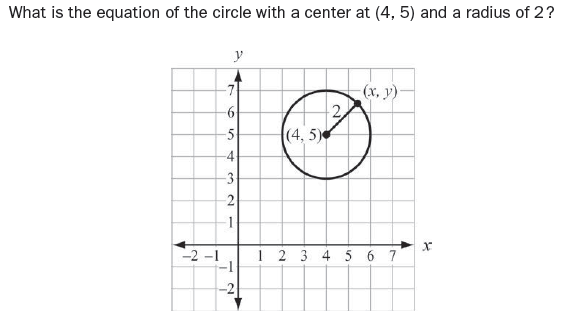 What is the equation of the circle with a center at (4, 5) and a radius of 2?
y
7
(x, y)
6
2
5
(4, 5)
4
3
2
1
x
−2 −1 1 2 3 4 5 6 7
−1
−2